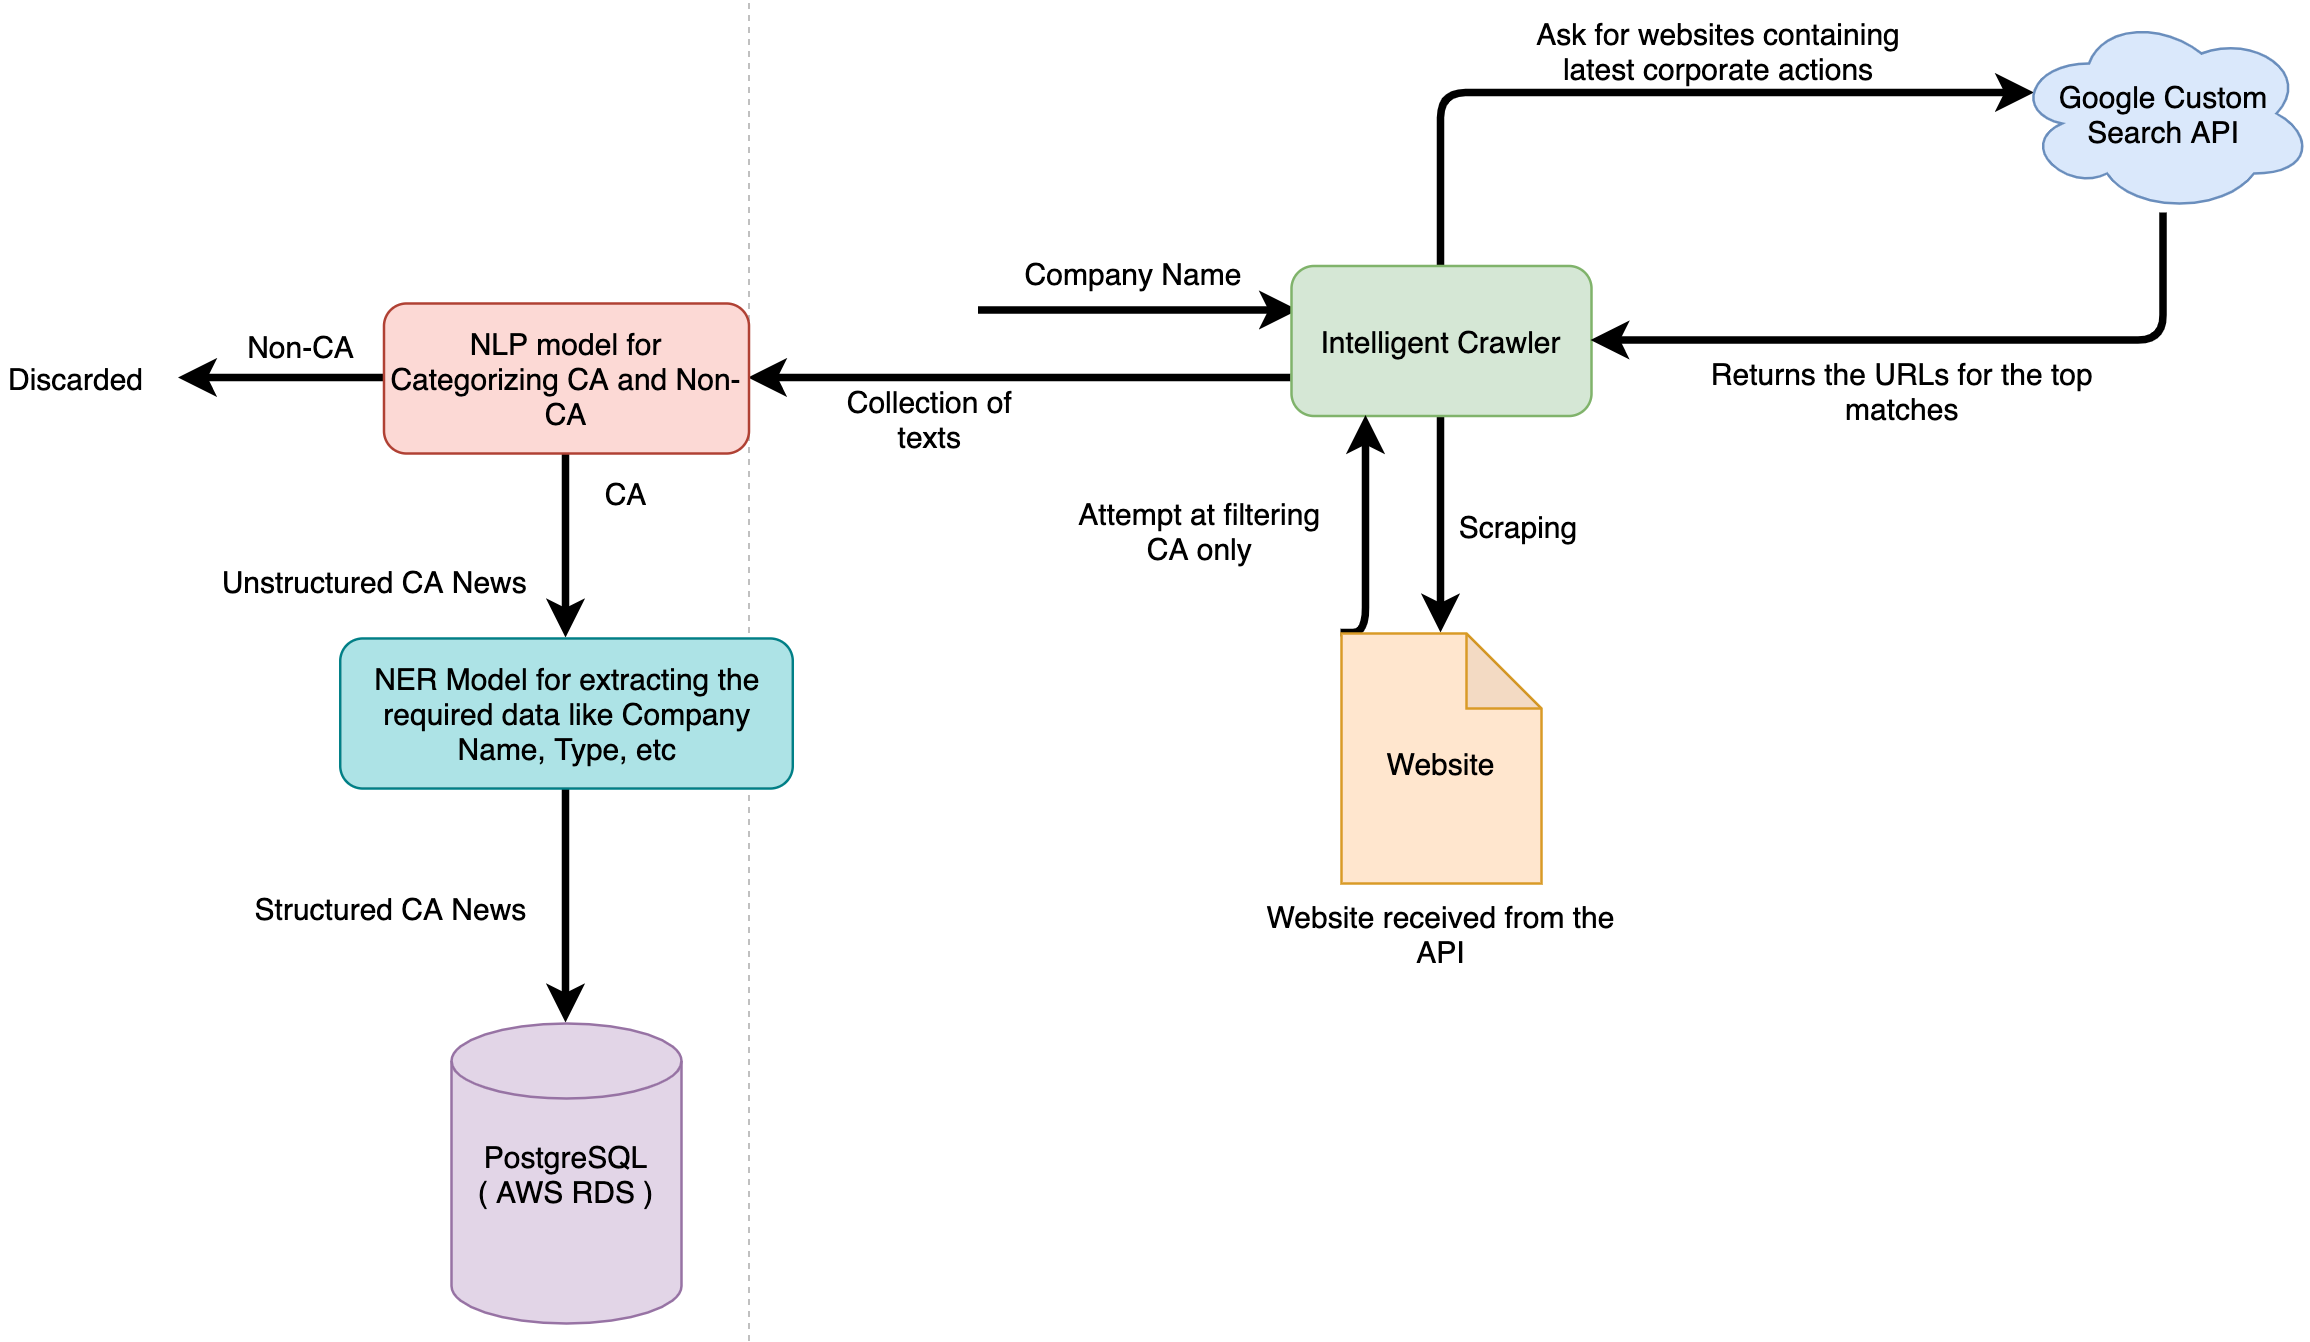 Ask for websites containing
latest corporate actions
Google Custom
Search API
Company Name
Intelligent Crawler
Returns the URLs for the top
matches
Collection of
texts
NLP model for
Categorizing CA and Non-
CA
Non-CA
Discarded
CA
Unstructured CA News
Attempt at filtering
CA only
Scraping
NER Model for extracting the
required data like Company
Name, Type, etc
Website
Website received from the
API
Structured CA News
PostgreSQL
( AWS RDS )